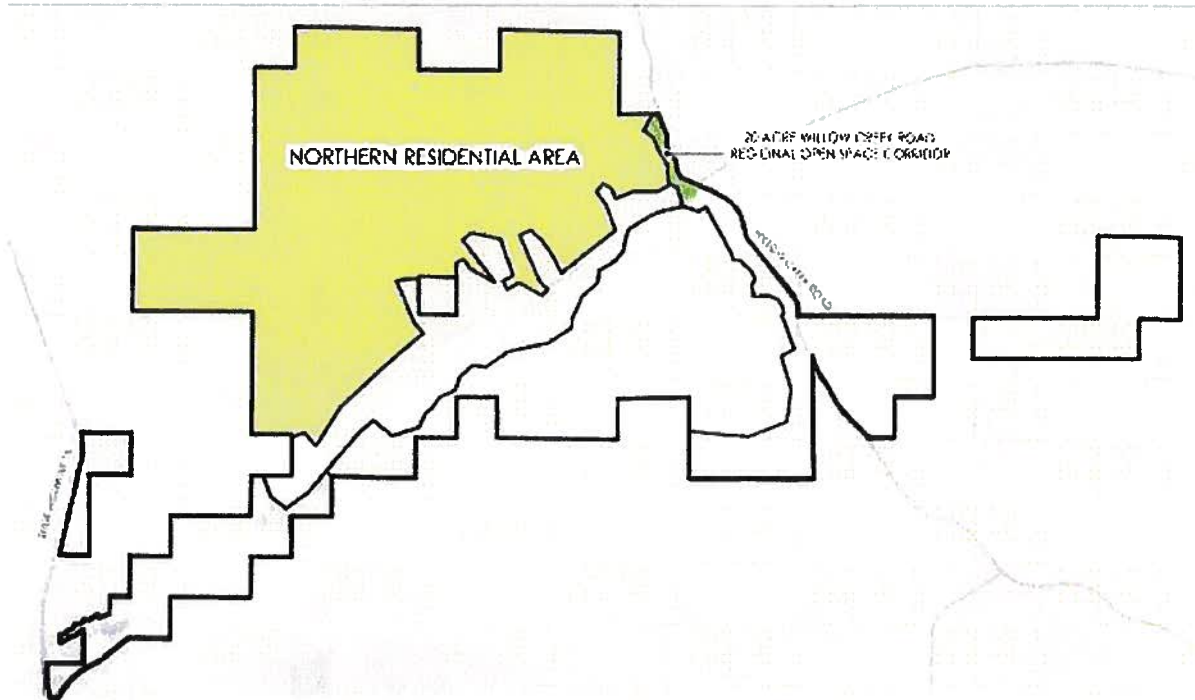 NORTHERN RESIDENTIAL AREA
20 ACRE WILLOW CREEK ROAD
REGIONAL OPEN SPACE CORRIDOR